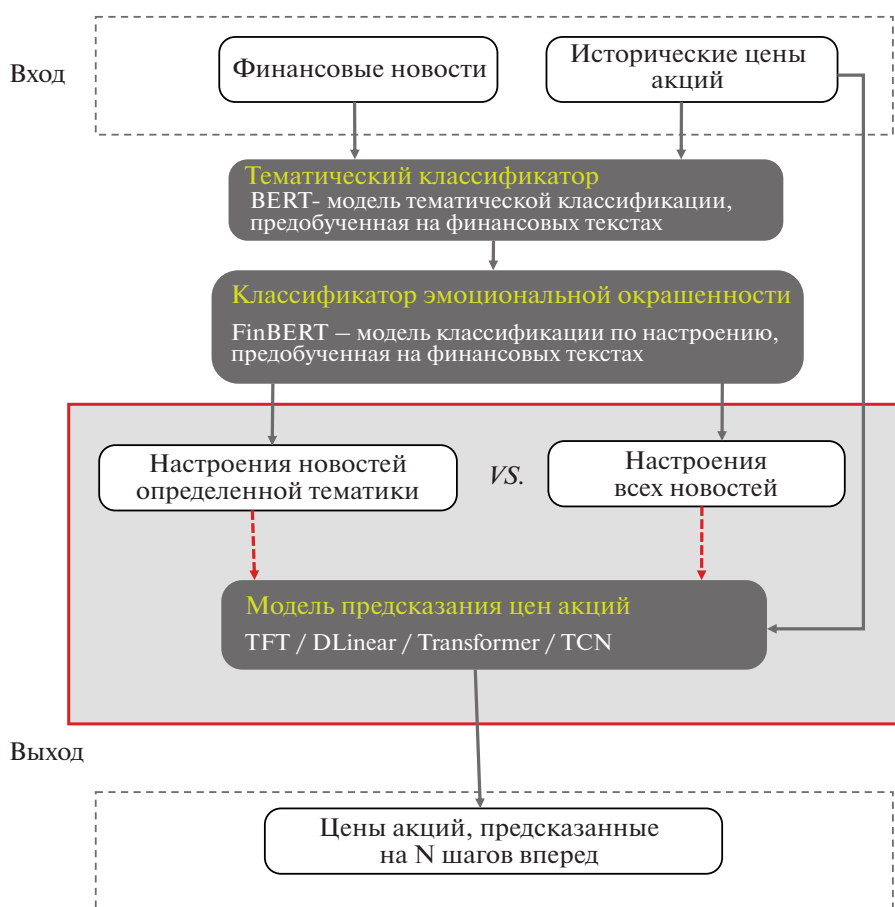 Вход
Финансовые новости
Исторические цены
акций
Тематический классификатор
BERT- модель тематической классификации,
предобученная на финансовых текстах
Классификатор эмоциональной окрашенности
FinBERT – модель классификации по настроению,
предобученная на финансовых текстах
Настроения новостей
определенной тематики
VS.
Настроения
всех новостей
Модель предсказания цен акций
TFT / DLinear / Transformer / TCN
Выход
Цены акций, предсказанные
на N шагов вперед